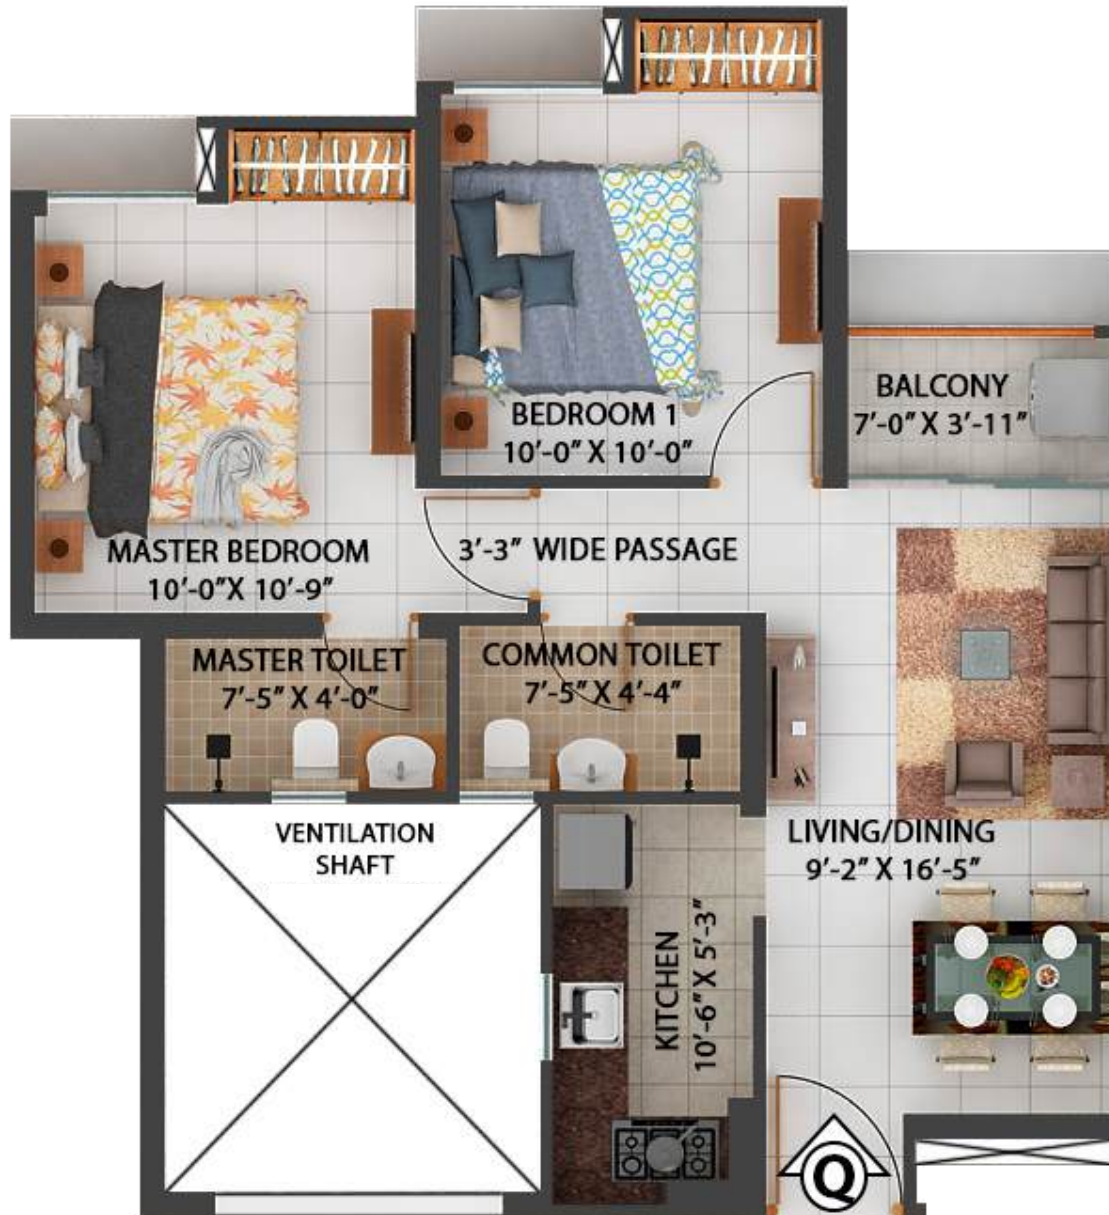 BEDROOM 1
10'-0" X 10'-0"
BALCONY
7'-0" X 3'-11"
MASTER BEDROOM
10'-0"X 10'-9"
3'-3" WIDE PASSAGE
MASTER TOILET
7'-5" X 4'-0"
COMMON TOILET
7'-5" X 4'-4"
VENTILATION
SHAFT
LIVING/DINING
9'-2" X 16'-5"
KITCHEN
10'-6" X 5'-3"
Q